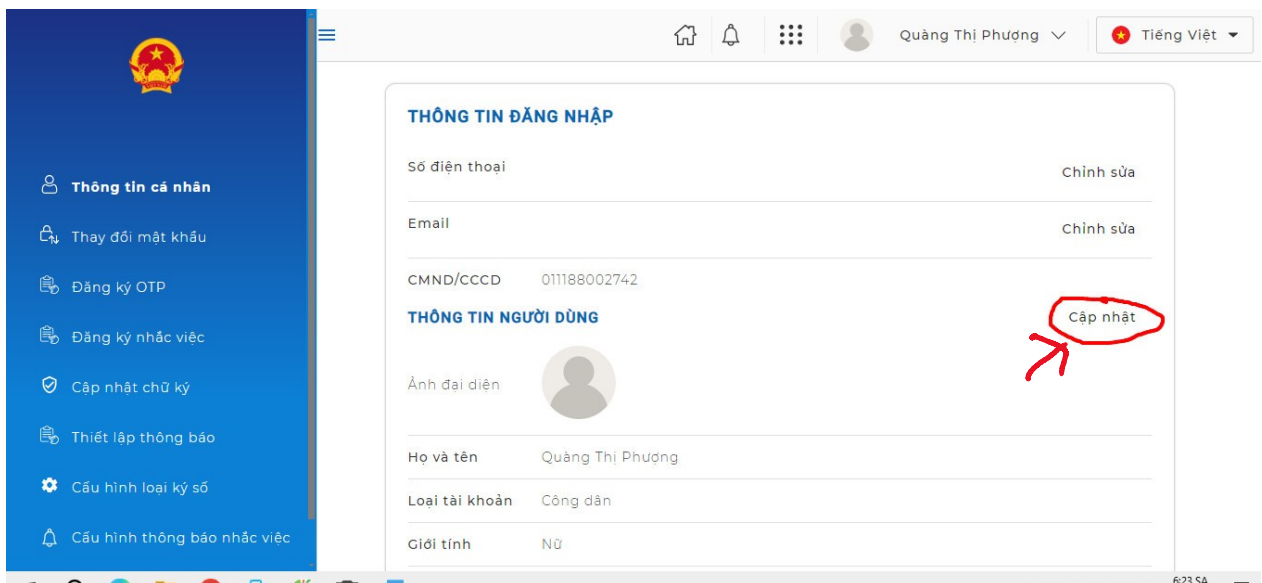 Quàng Thị Phượng
Tiếng Việt
Thông tin cá nhân
Thay đổi mật khẩu
Đăng ký OTP
Đăng ký nhắc việc
Cập nhật chữ ký
Thiết lập thông báo
Cấu hình loại ký số
Cấu hình thông báo nhắc việc
THÔNG TIN ĐĂNG NHẬP
Số điện thoại Chỉnh sửa
Email Chỉnh sửa
CMND/CCCD 011188002742
THÔNG TIN NGƯỜI DÙNG Cập nhật
Ảnh đại diện
Họ và tên Quàng Thị Phượng
Loại tài khoản Công dân
Giới tính Nữ
6:23 SA